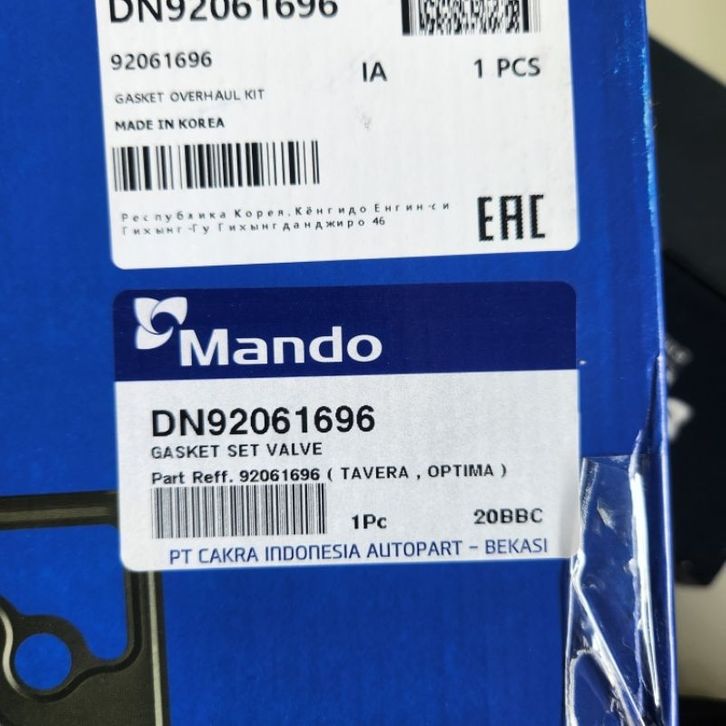 DN92061696
92061696
IA
1 PCS
GASKET OVERHAUL KIT
MADE IN KOREA
Республика Корея.Кёнгидо Енгин-си
Гихынг-Гу Гихынгданджиро 46
EAC
Mando
DN92061696
GASKET SET VALVE
Part Reff. 92061696 ( TAVERA , OPTIMA )
1Pc
20BBC
PT CAKRA INDONESIA AUTOPART - BEKASI